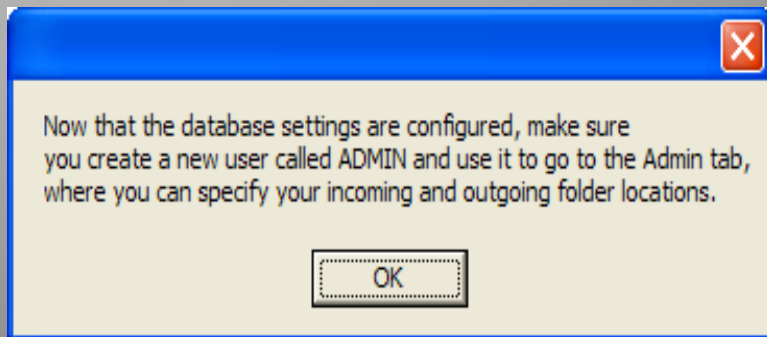 Now that the database settings are configured, make sure
you create a new user called ADMIN and use it to go to the Admin tab,
where you can specify your incoming and outgoing folder locations.
OK